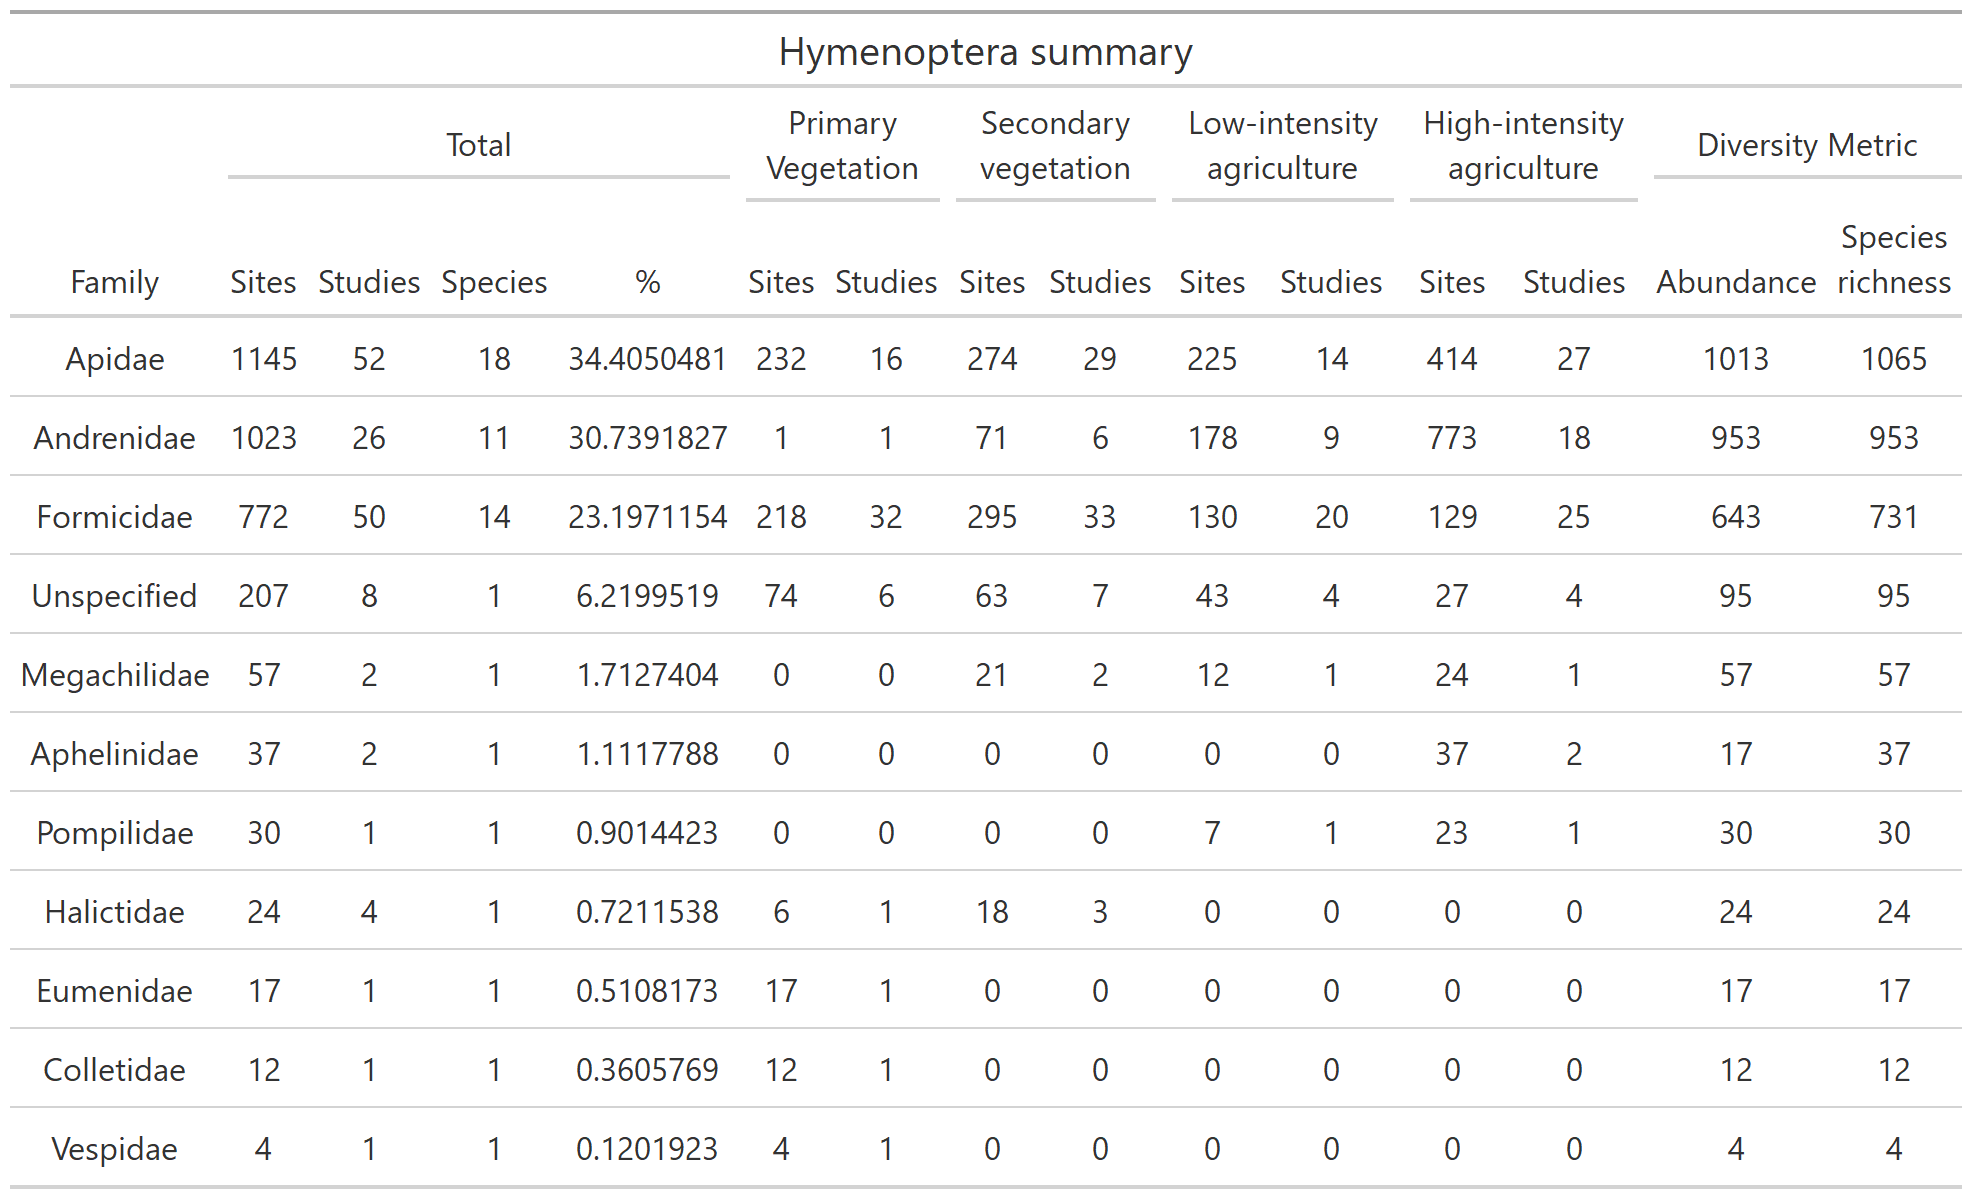 Hymenoptera summary
Total Primary Vegetation Secondary vegetation Low-intensity agriculture High-intensity agriculture Diversity Metric
Family Sites Studies Species % Sites Studies Sites Studies Sites Studies Sites Studies Abundance Species richness
Apidae 1145 52 18 34.4050481 232 16 274 29 225 14 414 27 1013 1065
Andrenidae 1023 26 11 30.7391827 1 1 71 6 178 9 773 18 953 953
Formicidae 772 50 14 23.1971154 218 32 295 33 130 20 129 25 643 731
Unspecified 207 8 1 6.2199519 74 6 63 7 43 4 27 4 95 95
Megachilidae 57 2 1 1.7127404 0 0 21 2 12 1 24 1 57 57
Aphelinidae 37 2 1 1.1117788 0 0 0 0 0 0 37 2 17 37
Pompilidae 30 1 1 0.9014423 0 0 0 0 7 1 23 1 30 30
Halictidae 24 4 1 0.7211538 6 1 18 3 0 0 0 0 24 24
Eumenidae 17 1 1 0.5108173 17 1 0 0 0 0 0 0 17 17
Colletidae 12 1 1 0.3605769 12 1 0 0 0 0 0 0 12 12
Vespidae 4 1 1 0.1201923 4 1 0 0 0 0 0 0 4 4